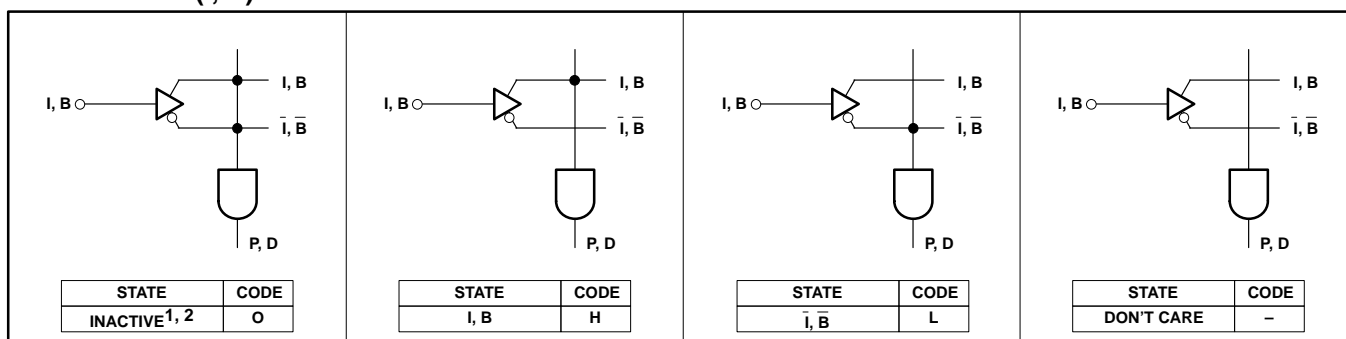 I, B
I, B
I̅, B̅
P, D
STATE CODE
INACTIVE1, 2 O
I, B
I, B
I̅, B̅
P, D
STATE CODE
I, B H
I, B
I, B
I̅, B̅
P, D
STATE CODE
I̅, B̅ L
I, B
I, B
I̅, B̅
P, D
STATE CODE
DON'T CARE –